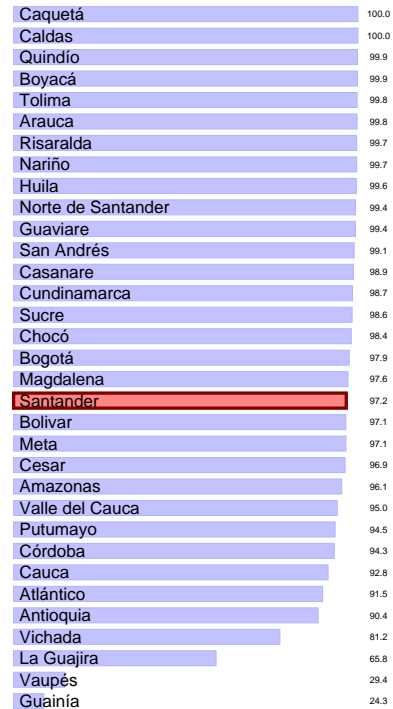 Caquetá 100.0
Caldas 100.0
Quindío 99.9
Boyacá 99.9
Tolima 99.8
Arauca 99.8
Risaralda 99.7
Nariño 99.7
Huila 99.6
Norte de Santander 99.4
Guaviare 99.4
San Andrés 99.1
Casanare 98.9
Cundinamarca 98.7
Sucre 98.6
Chocó 98.4
Bogotá 97.9
Magdalena 97.6
Santander 97.2
Bolivar 97.1
Meta 97.1
Cesar 96.9
Amazonas 96.1
Valle del Cauca 95.0
Putumayo 94.5
Córdoba 94.3
Cauca 92.8
Atlántico 91.5
Antioquia 90.4
Vichada 81.2
La Guajira 65.8
Vaupés 29.4
Guainía 24.3